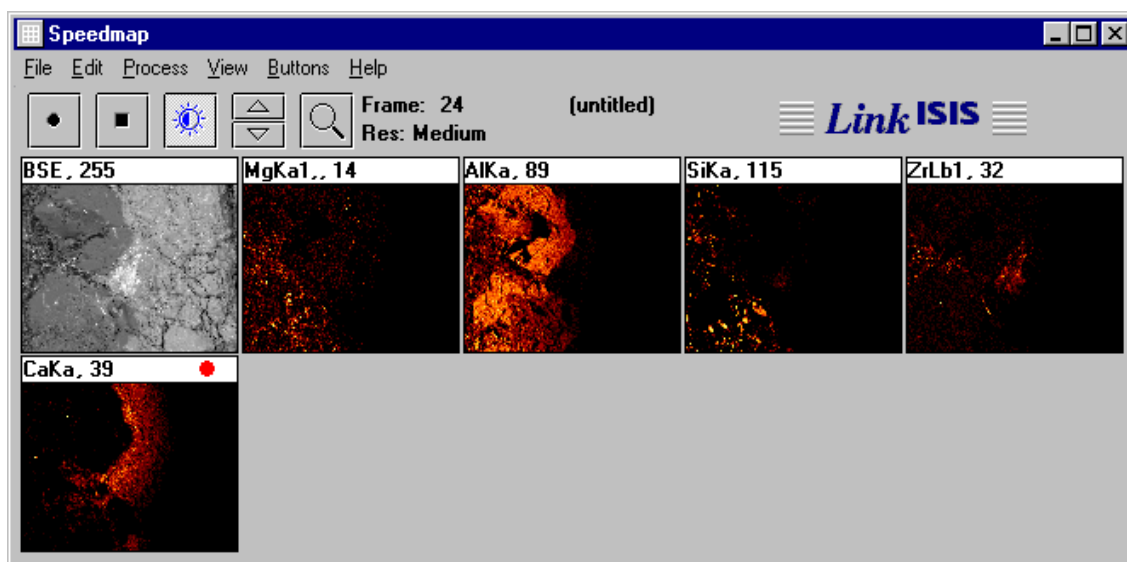 Speedmap
File Edit Process View Buttons Help
Frame: 24 (untitled)
Res: Medium
Link ISIS
BSE, 255 MgKa1,, 14 AlKa, 89 SiKa, 115 ZrLb1, 32
CaKa, 39